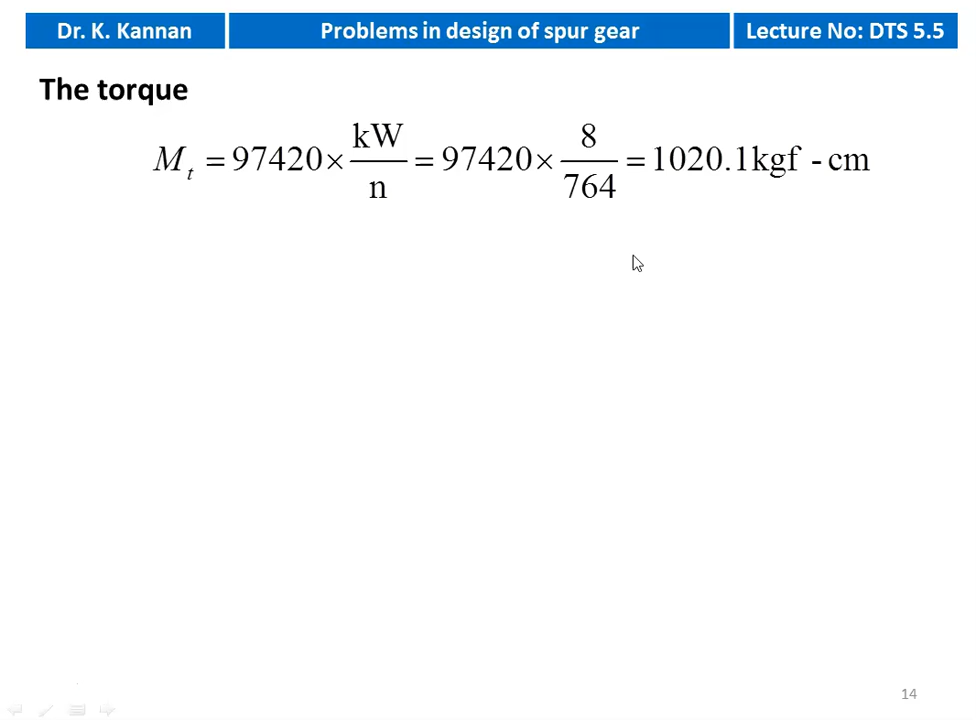 Dr. K. Kannan
Problems in design of spur gear
Lecture No: DTS 5.5
The torque
M_t = 97420 × kW/n = 97420 × 8/764 = 1020.1kgf - cm
14